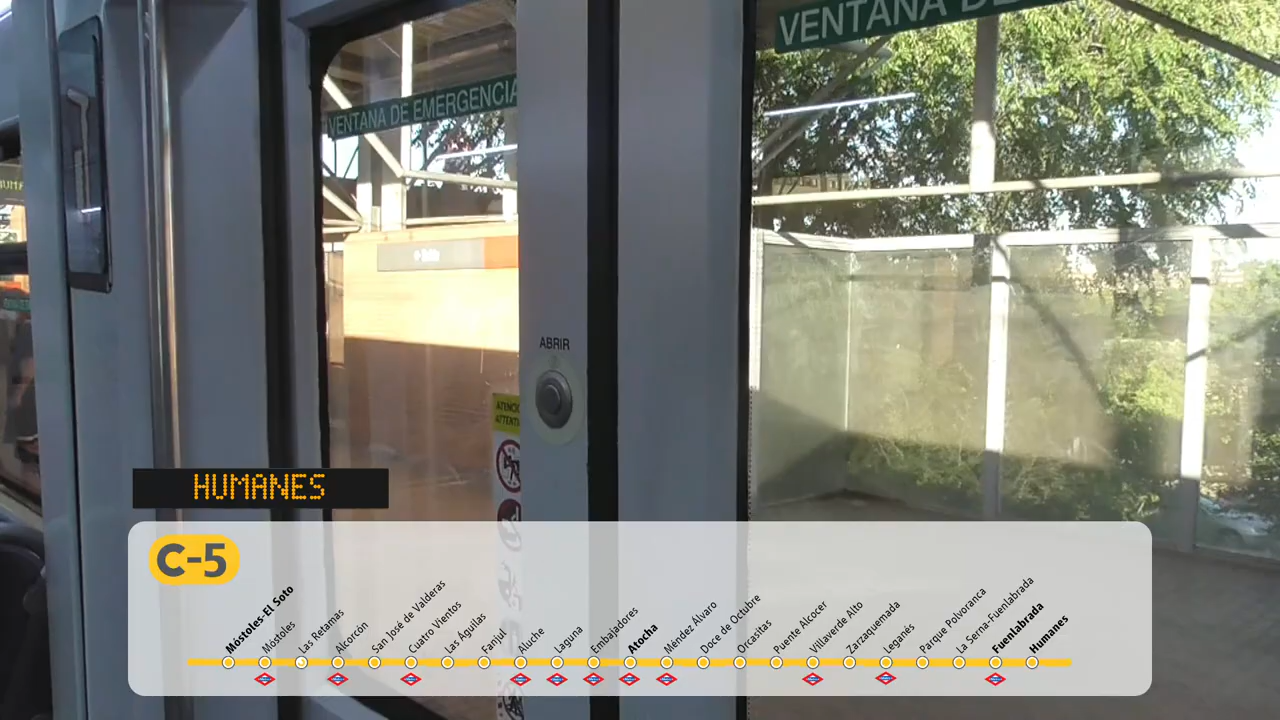 VENTANA DE
VENTANA DE EMERGENCIA
ABRIR
HUMANES
C-5
Móstoles-El Soto
Móstoles
Las Retamas
Alcorcón
San José de Valderas
Cuatro Vientos
Las Águilas
Fanjul
Aluche
Laguna
Embajadores
Atocha
Méndez Álvaro
Doce de Octubre
Orcasitas
Puente Alcocer
Villaverde Alto
Zarzaquemada
Leganés
Parque Polvoranca
La Serna-Fuenlabrada
Fuenlabrada
Humanes